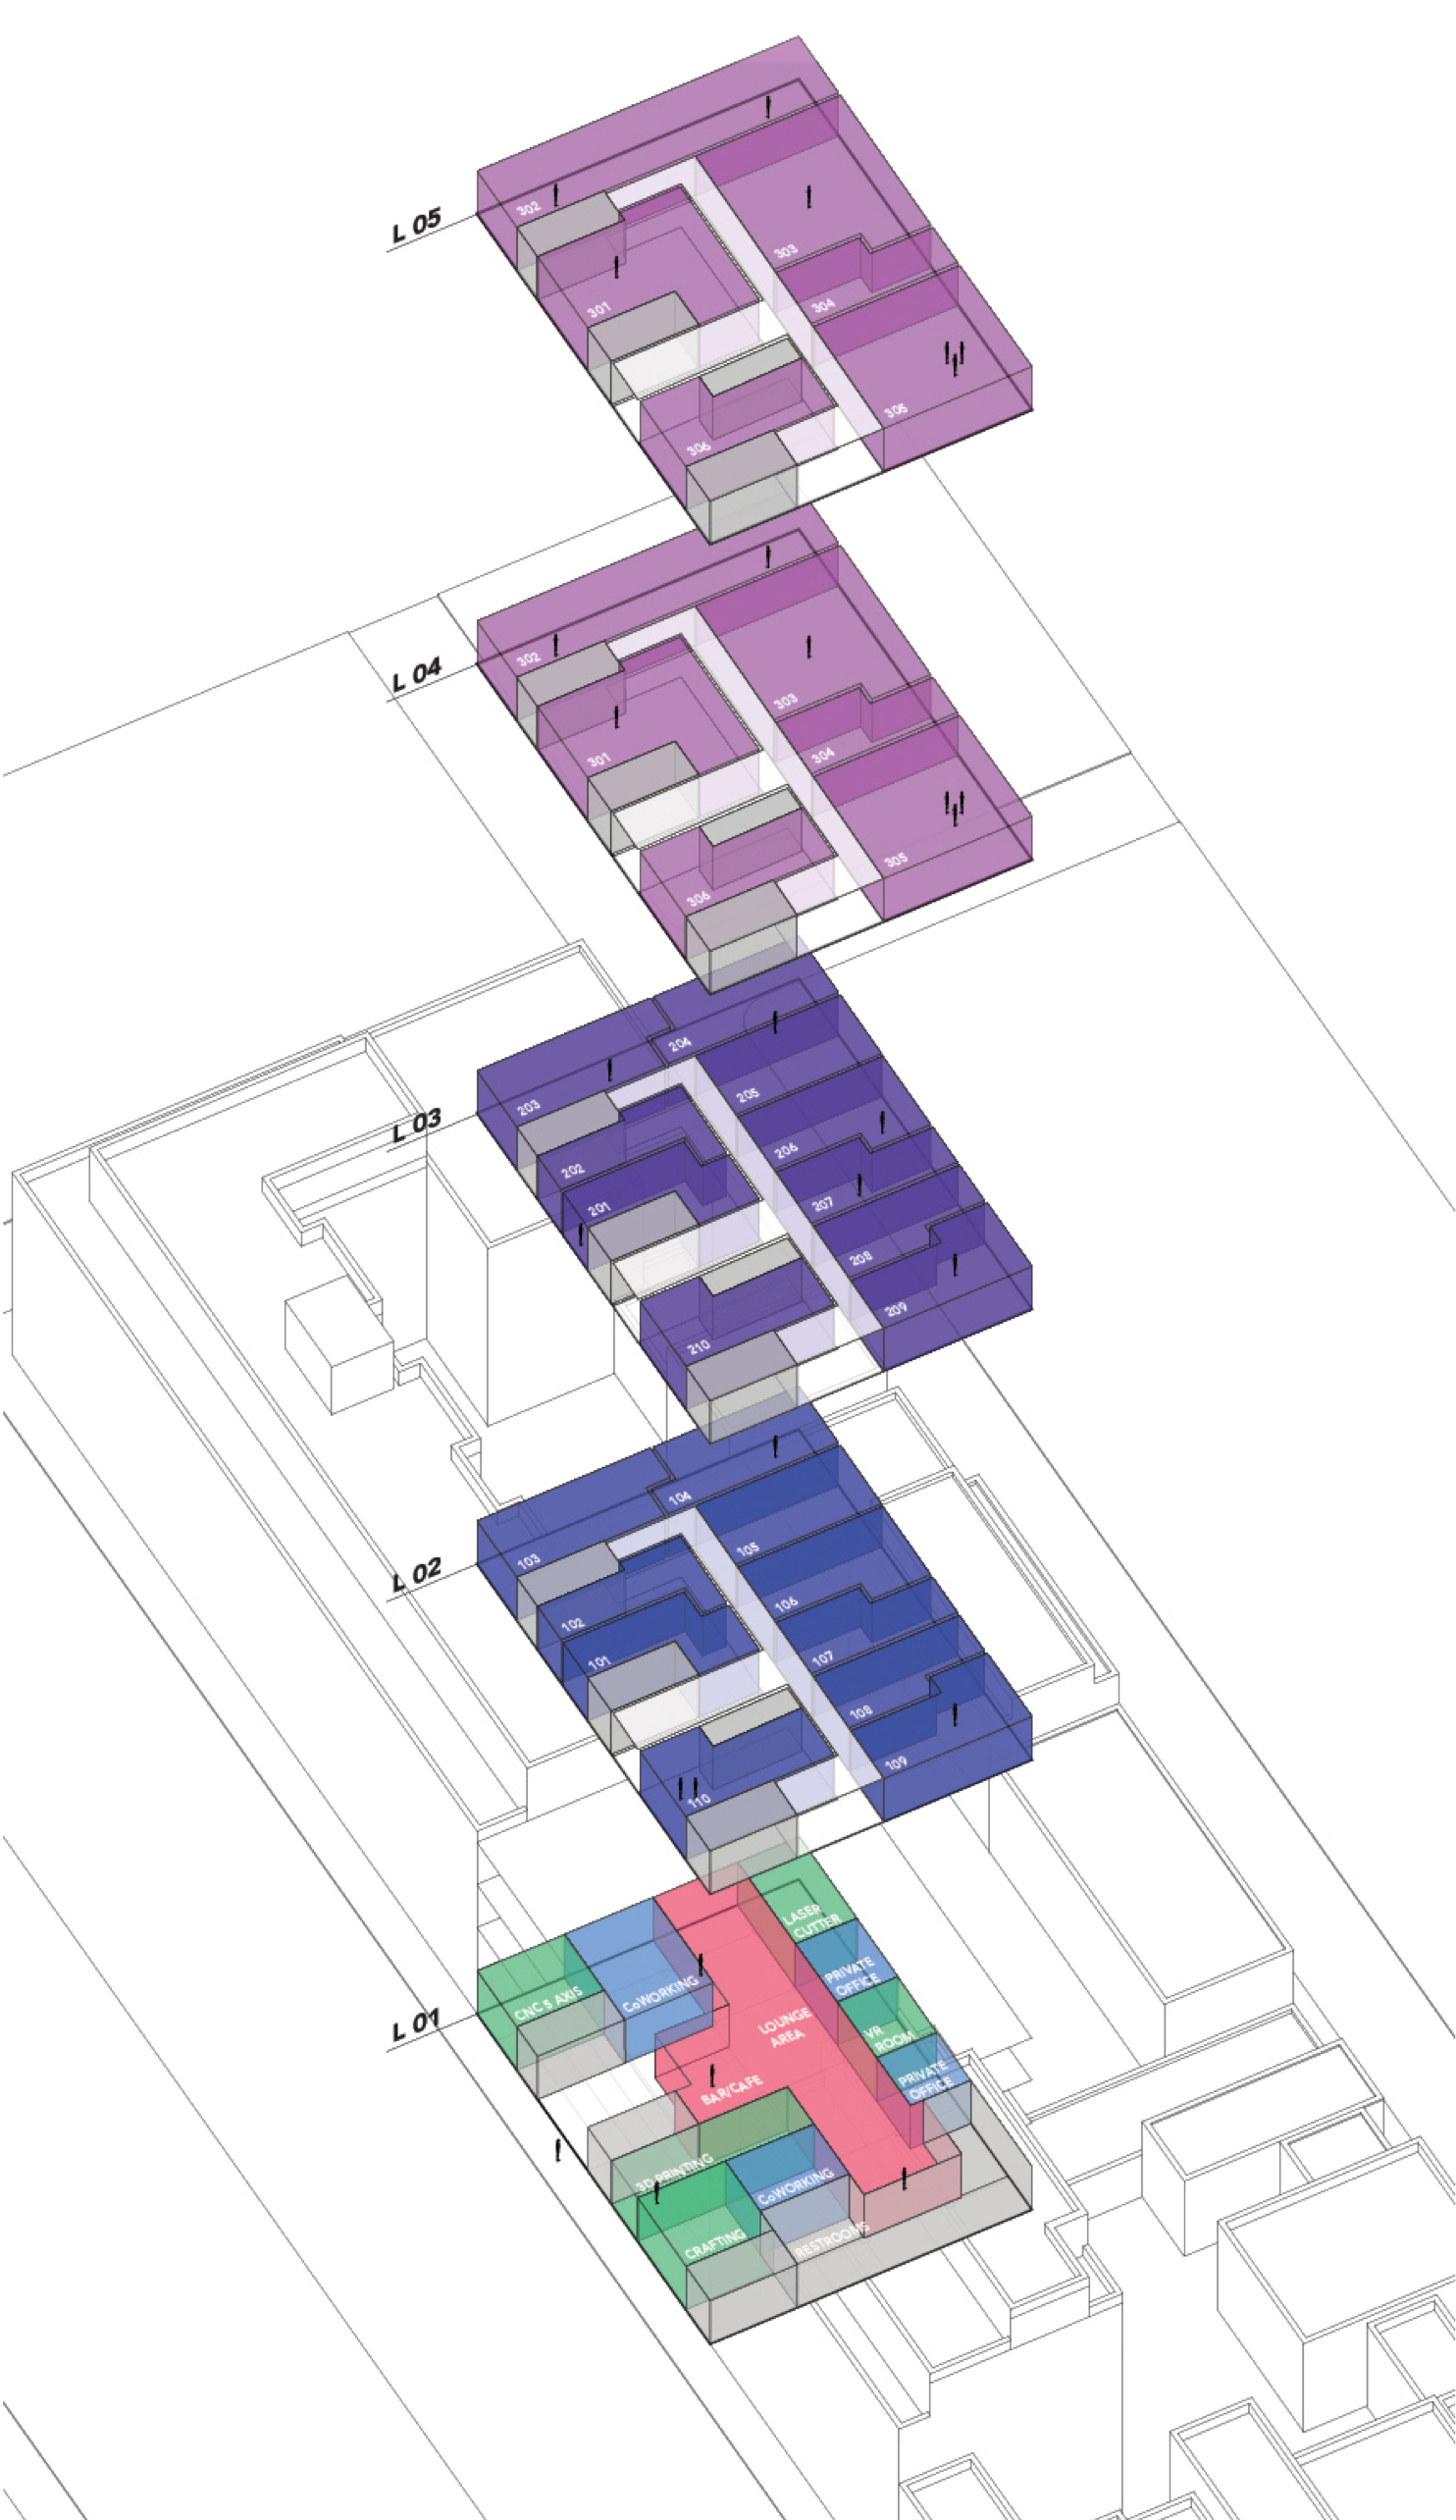 L 05
302
301
303
304
305
306
L 04
302
301
303
304
305
306
L 03
204
203
205
202
206
201
207
208
209
210
L 02
104
103
105
102
106
101
107
108
109
110
L 01
LASER
CUTTER
PRIVATE
OFFICE
CNC 5 AXIS
CoWORKING
LOUNGE
AREA
VR
ROOM
PRIVATE
OFFICE
BAR/CAFE
3D PRINTING
CoWORKING
CRAFTING
RESTROOMS